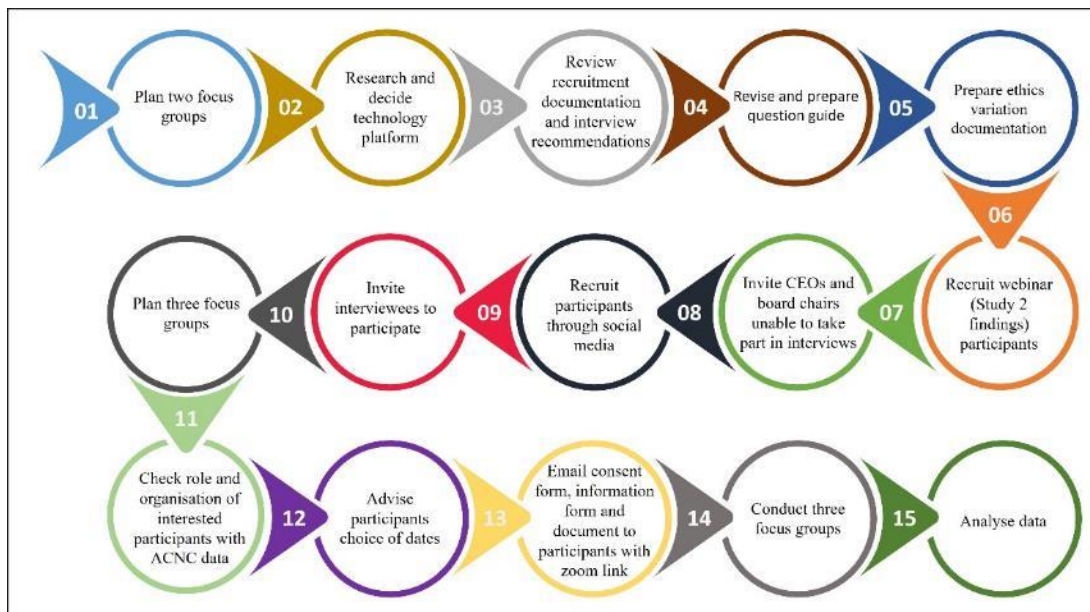 01
Plan two focus
groups
02
Research and
decide
technology
platform
03
Review
recruitment
documentation
and interview
recommendations
04
Revise and prepare
question guide
05
Prepare ethics
variation
documentation
06
Recruit webinar
(Study 2
findings)
participants
07
Invite CEOs and
board chairs
unable to take
part in interviews
08
Recruit
participants
through social
media
09
Invite
interviewees to
participate
10
Plan three focus
groups
11
Check role and
organisation of
interested
participants with
ACNC data
12
Advise
participants
choice of dates
13
Email consent
form, information
form and
document to
participants with
zoom link
14
Conduct three
focus groups
15
Analyse data